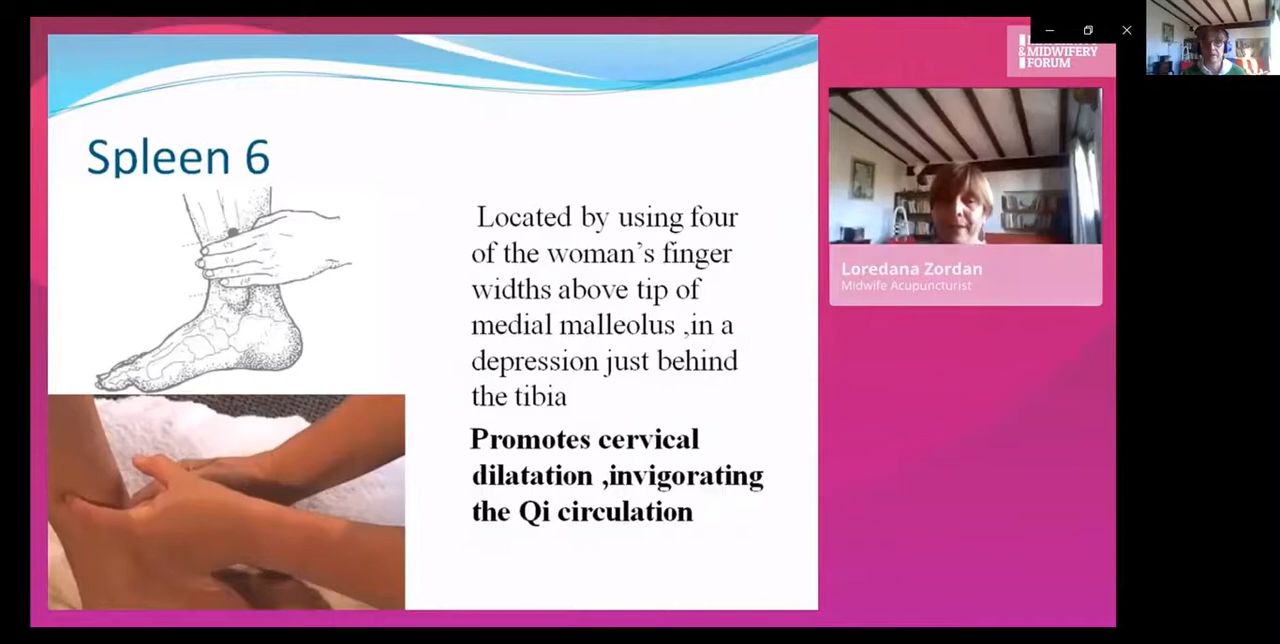 & MIDWIFERY
FORUM
Spleen 6
Located by using four
of the woman’s finger
widths above tip of
medial malleolus ,in a
depression just behind
the tibia
Promotes cervical
dilatation ,invigorating
the Qi circulation
Loredana Zordan
Midwife Acupuncturist